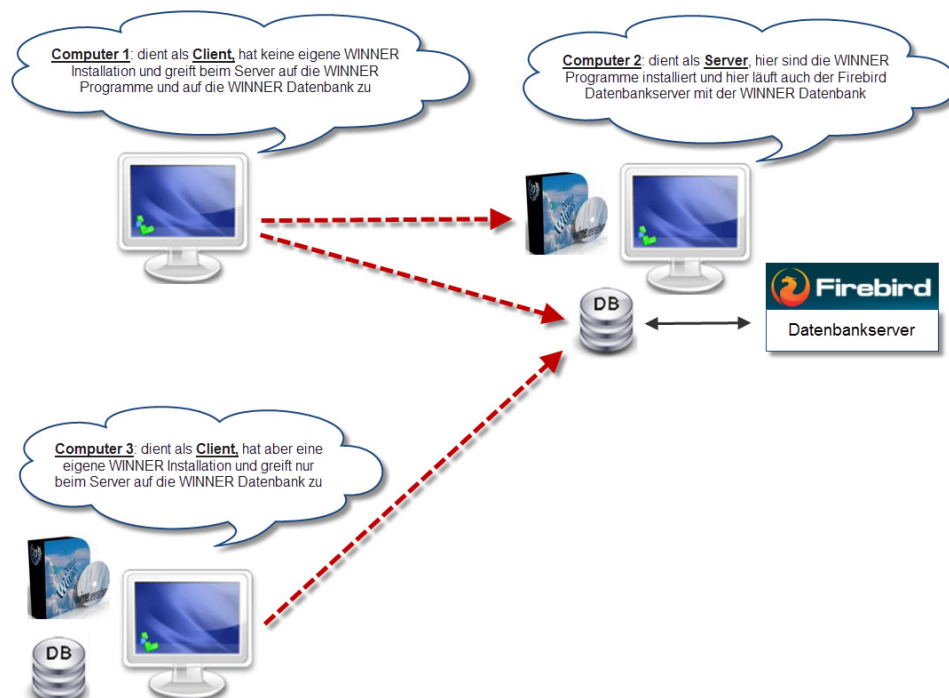 Computer 1: dient als Client, hat keine eigene WINNER
Installation und greift beim Server auf die WINNER
Programme und auf die WINNER Datenbank zu
Computer 2: dient als Server, hier sind die WINNER
Programme installiert und hier läuft auch der Firebird
Datenbankserver mit der WINNER Datenbank
DB
Firebird
Datenbankserver
Computer 3: dient als Client, hat aber eine
eigene WINNER Installation und greift nur
beim Server auf die WINNER Datenbank zu
DB